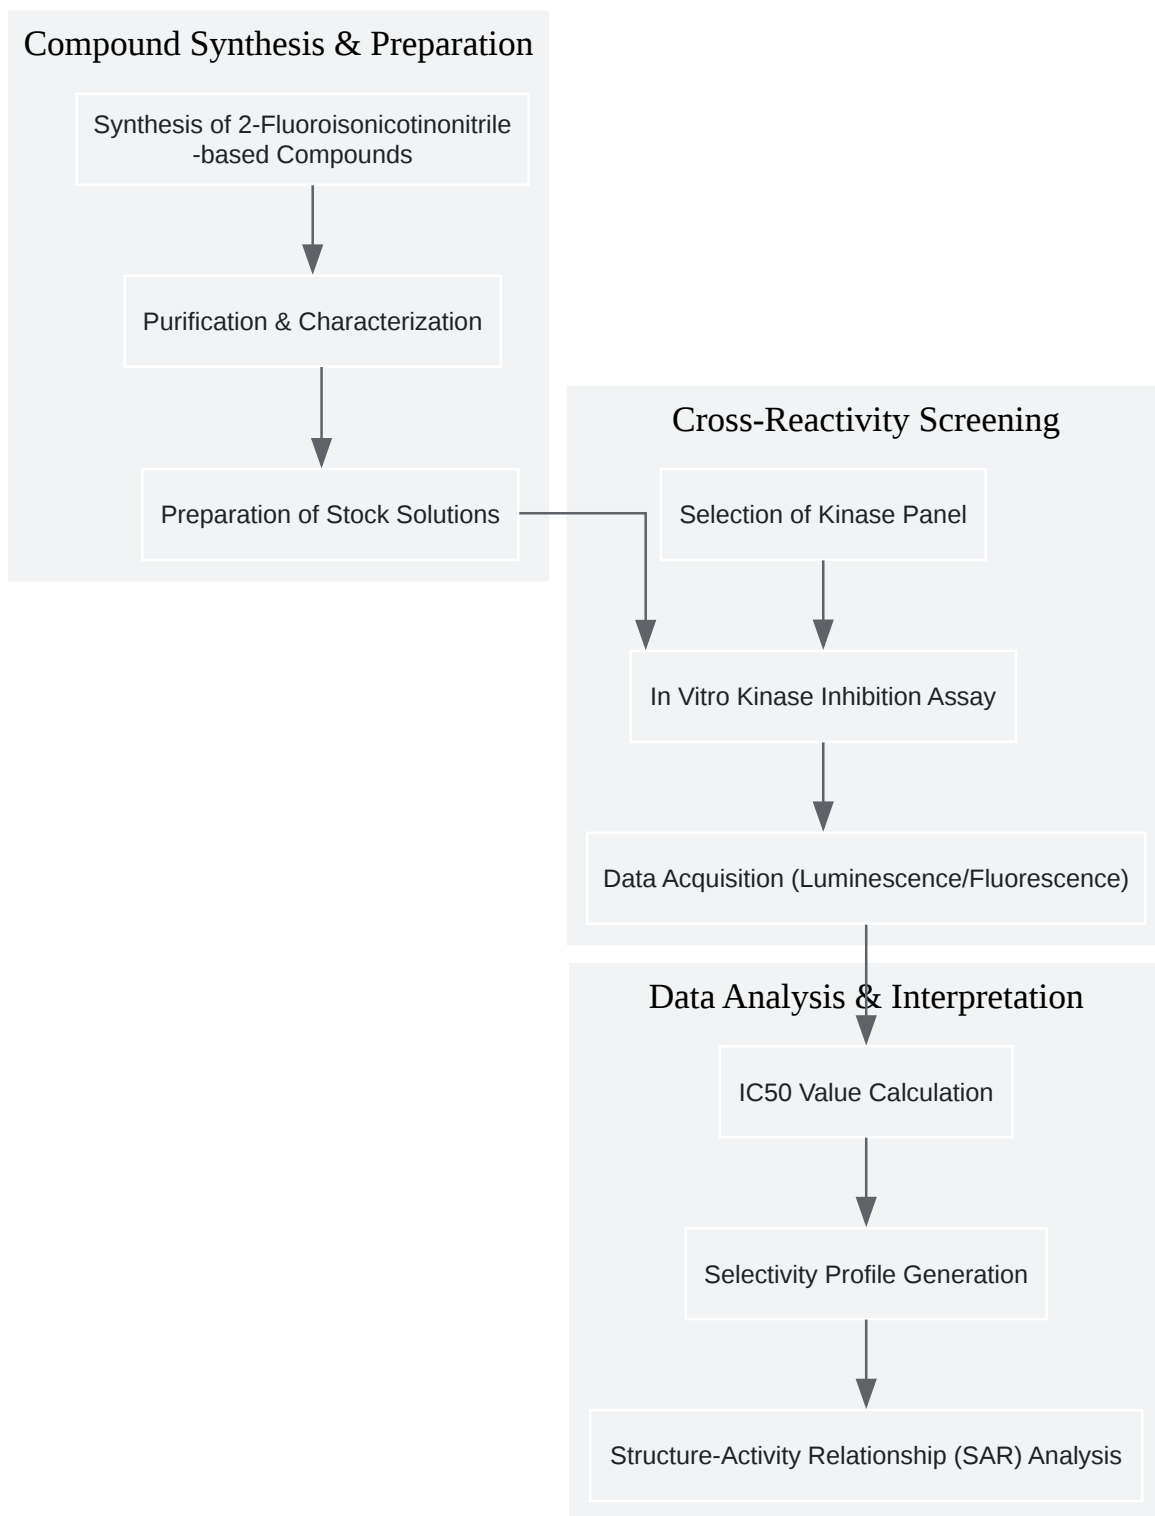 Compound Synthesis & Preparation
Synthesis of 2-Fluoroisonicotinonitrile
-based Compounds
Purification & Characterization
Preparation of Stock Solutions
Cross-Reactivity Screening
Selection of Kinase Panel
In Vitro Kinase Inhibition Assay
Data Acquisition (Luminescence/Fluorescence)
Data Analysis & Interpretation
IC50 Value Calculation
Selectivity Profile Generation
Structure-Activity Relationship (SAR) Analysis